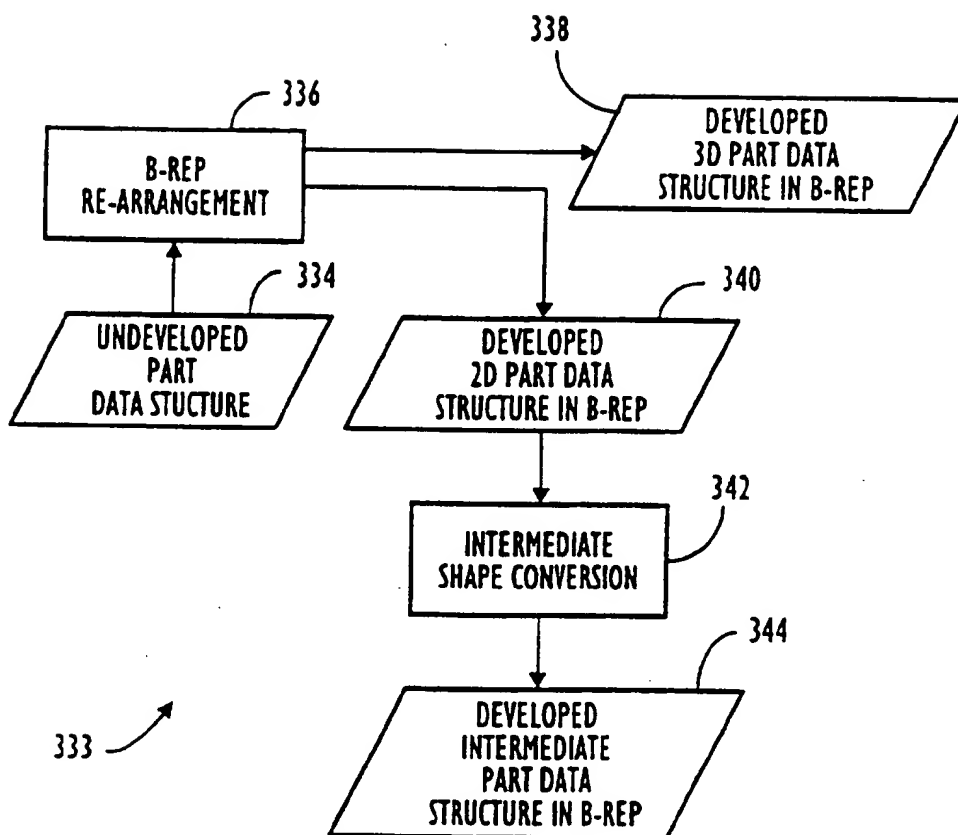 338
336
DEVELOPED
3D PART DATA
STRUCTURE IN B-REP
B-REP
RE-ARRANGEMENT
334
340
UNDEVELOPED
PART
DATA STUCTURE
DEVELOPED
2D PART DATA
STRUCTURE IN B-REP
342
INTERMEDIATE
SHAPE CONVERSION
344
333
DEVELOPED
INTERMEDIATE
PART DATA
STRUCTURE IN B-REP